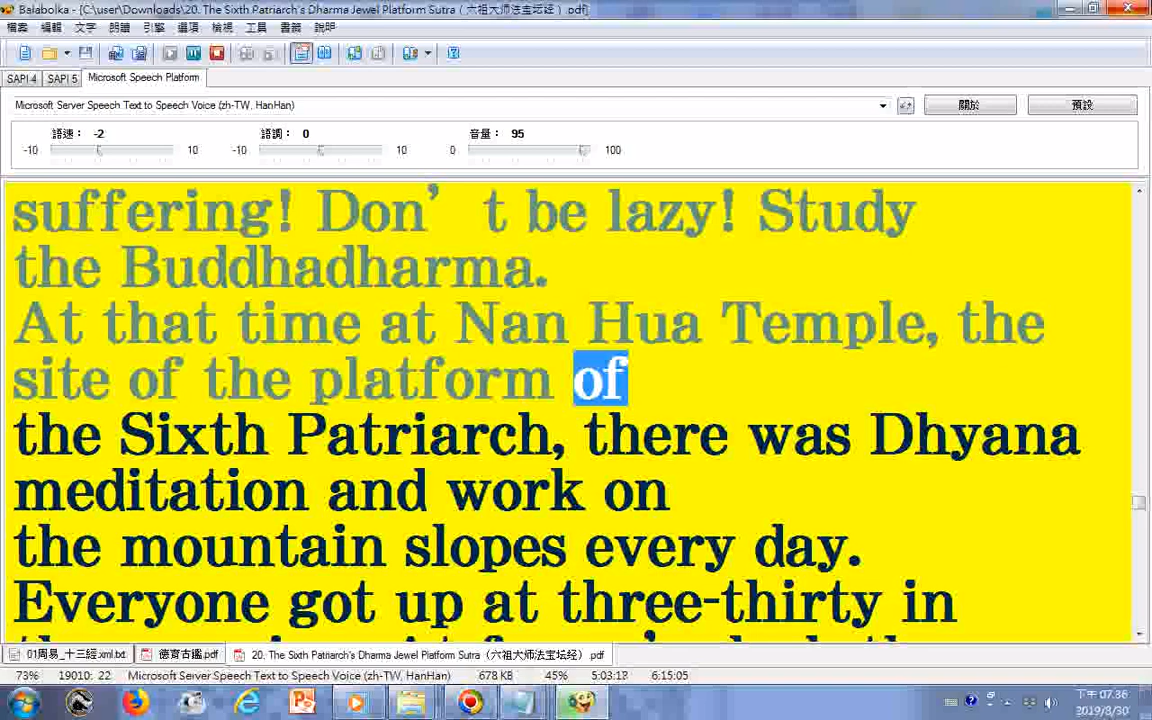 Balabolka - [C:\user\Downloads\20. The Sixth Patriarch's Dharma Jewel Platform Sutra（六祖大师法宝坛经）.pdf]
檔案 編輯 文字 朗讀 引擎 選項 檢視 工具 書籤 說明
SAPI 4 SAPI 5 Microsoft Speech Platform
Microsoft Server Speech Text to Speech Voice (zh-TW, HanHan)
關於 預設
語速： -2 語調： 0 音量： 95
-10 10 -10 10 0 100
suffering! Don’t be lazy! Study
the Buddhadharma.
At that time at Nan Hua Temple, the
site of the platform of
the Sixth Patriarch, there was Dhyana
meditation and work on
the mountain slopes every day.
Everyone got up at three-thirty in
01周易_十三經.xml.txt 德育古鑑.pdf 20. The Sixth Patriarch's Dharma Jewel Platform Sutra（六祖大师法宝坛经）.pdf
73% 19010: 22 Microsoft Server Speech Text to Speech Voice (zh-TW, HanHan) 678 KB 45% 5:03:13 6:15:05
下午 07:36
2019/8/30